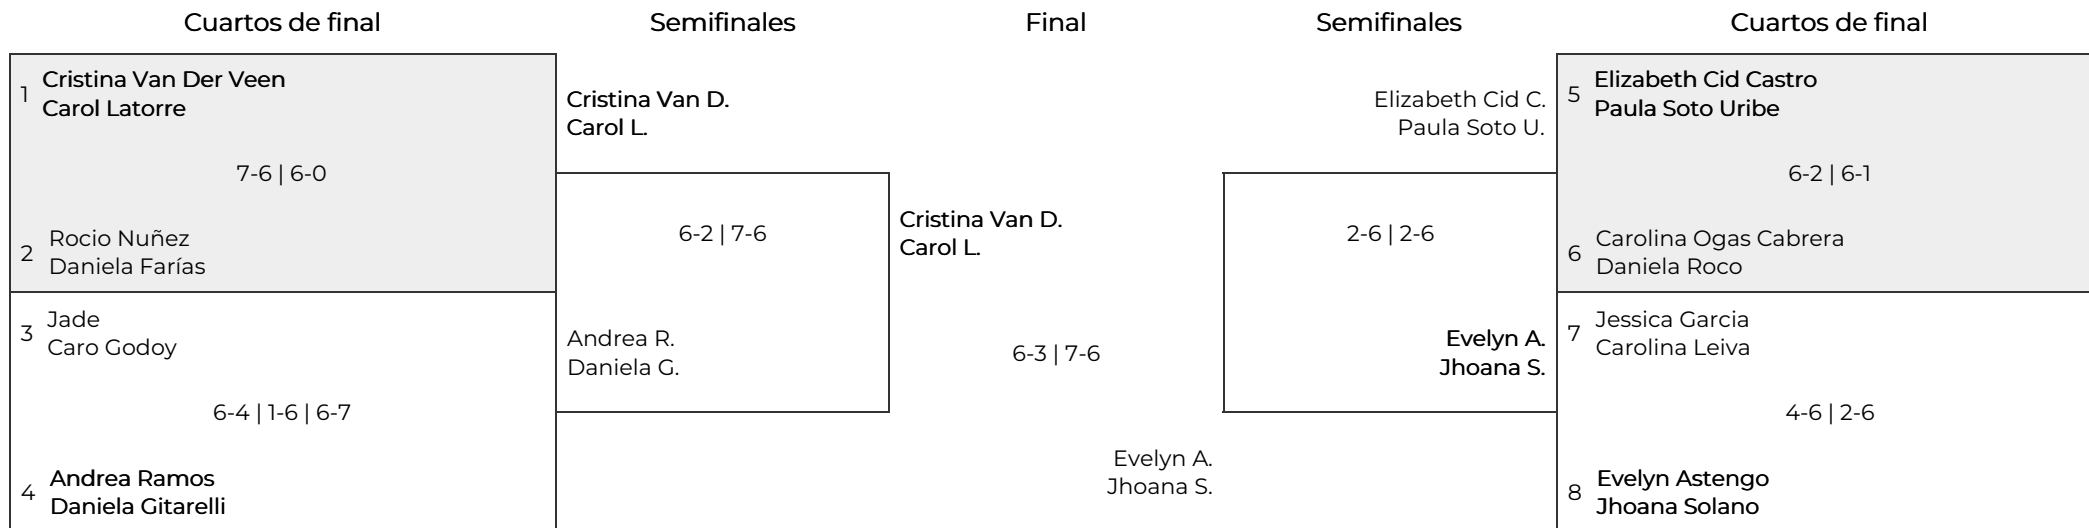 Cuartos de final
Semifinales
Final
Semifinales
Cuartos de final
1
Cristina Van Der Veen
Carol Latorre
7-6 | 6-0
2
Rocio Nuñez
Daniela Farías
3
Jade
Caro Godoy
6-4 | 1-6 | 6-7
4
Andrea Ramos
Daniela Gitarelli
Cristina Van D.
Carol L.
6-2 | 7-6
Andrea R.
Daniela G.
Cristina Van D.
Carol L.
6-3 | 7-6
Evelyn A.
Jhoana S.
Elizabeth Cid C.
Paula Soto U.
2-6 | 2-6
Evelyn A.
Jhoana S.
5
Elizabeth Cid Castro
Paula Soto Uribe
6-2 | 6-1
6
Carolina Ogas Cabrera
Daniela Roco
7
Jessica Garcia
Carolina Leiva
4-6 | 2-6
8
Evelyn Astengo
Jhoana Solano